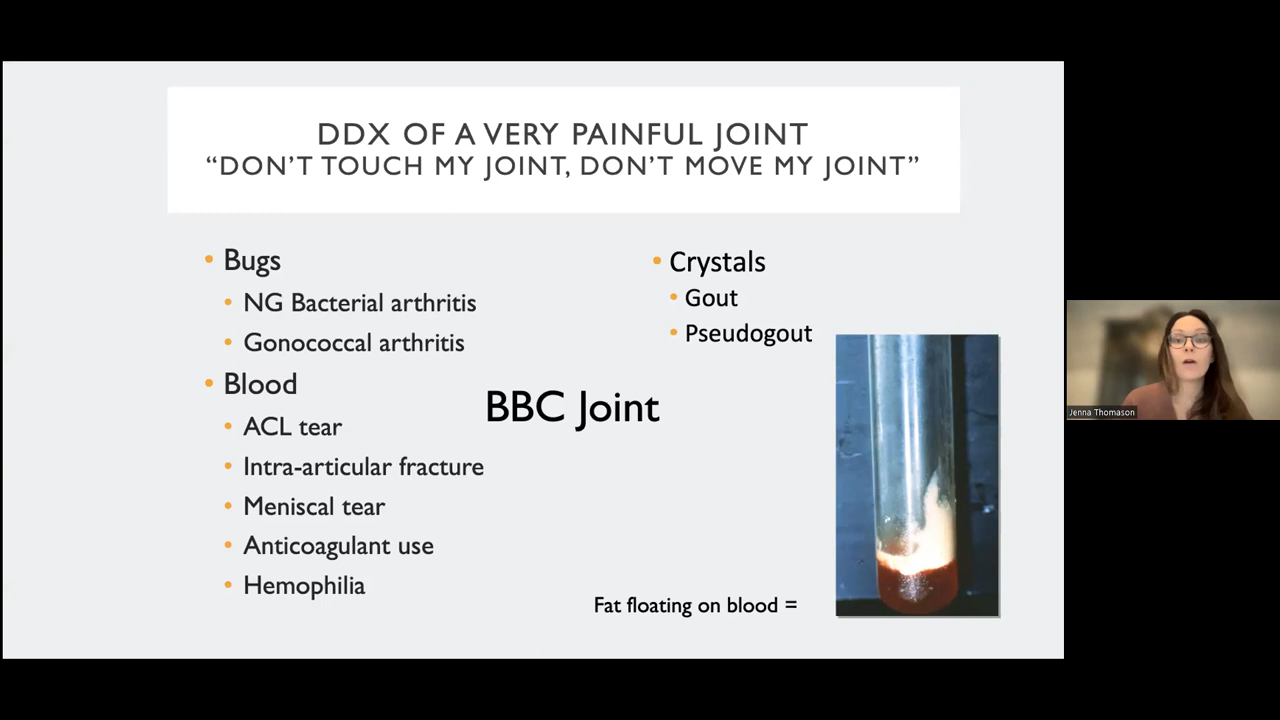 DDX OF A VERY PAINFUL JOINT
“DON’T TOUCH MY JOINT, DON’T MOVE MY JOINT”
• Bugs
• NG Bacterial arthritis
• Gonococcal arthritis
• Blood
• ACL tear
• Intra-articular fracture
• Meniscal tear
• Anticoagulant use
• Hemophilia
BBC Joint
• Crystals
• Gout
• Pseudogout
Fat floating on blood =
Jenna Thomason